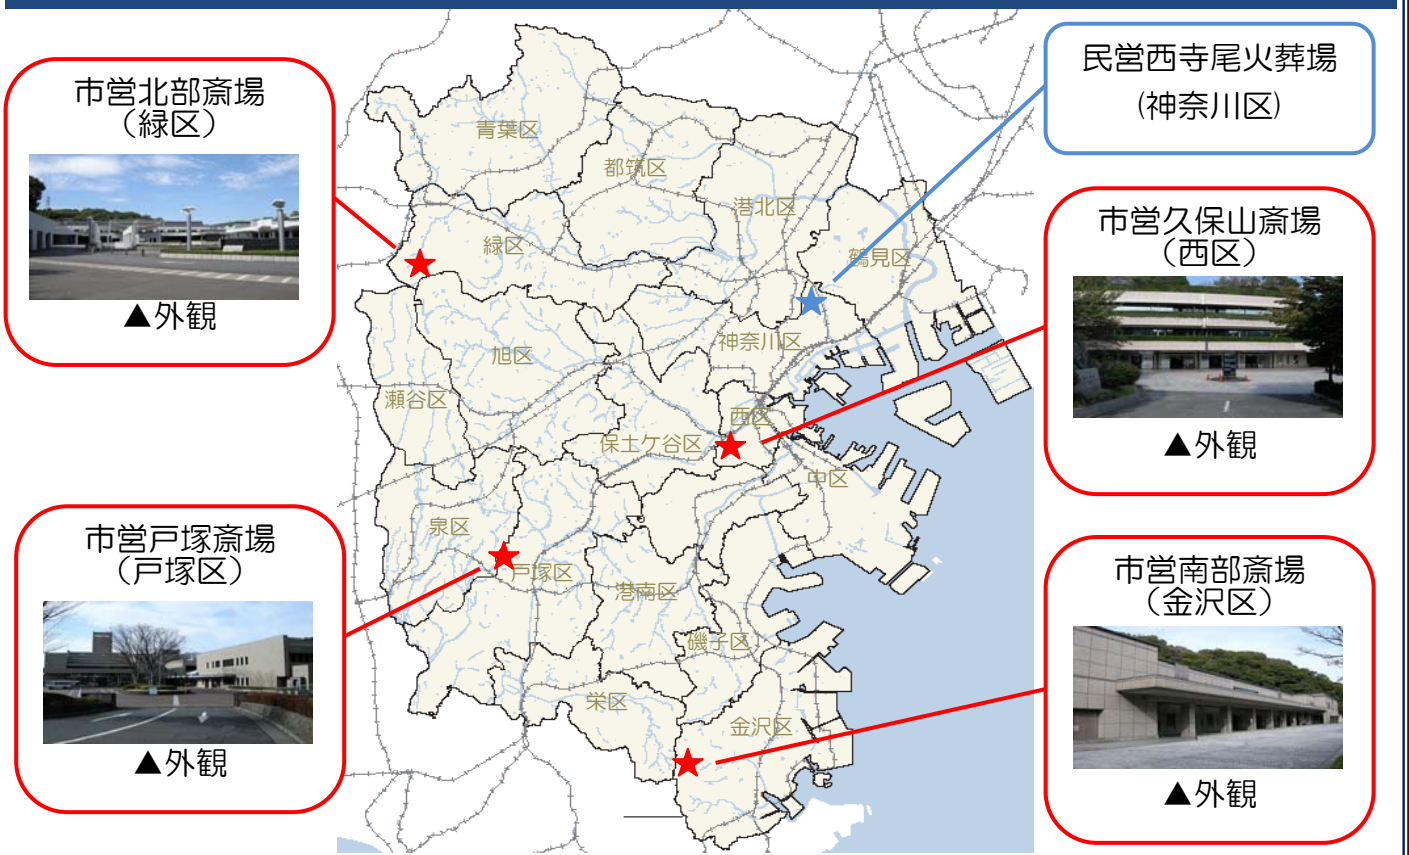 市営北部斎場
（緑区）
▲外観
市営戸塚斎場
（戸塚区）
▲外観
青葉区
都筑区
港北区
緑区
鶴見区
旭区
神奈川区
瀬谷区
西区
保土ケ谷区
中区
泉区
戸塚区
港南区
磯子区
栄区
金沢区
民営西寺尾火葬場
(神奈川区)
市営久保山斎場
（西区）
▲外観
市営南部斎場
（金沢区）
▲外観